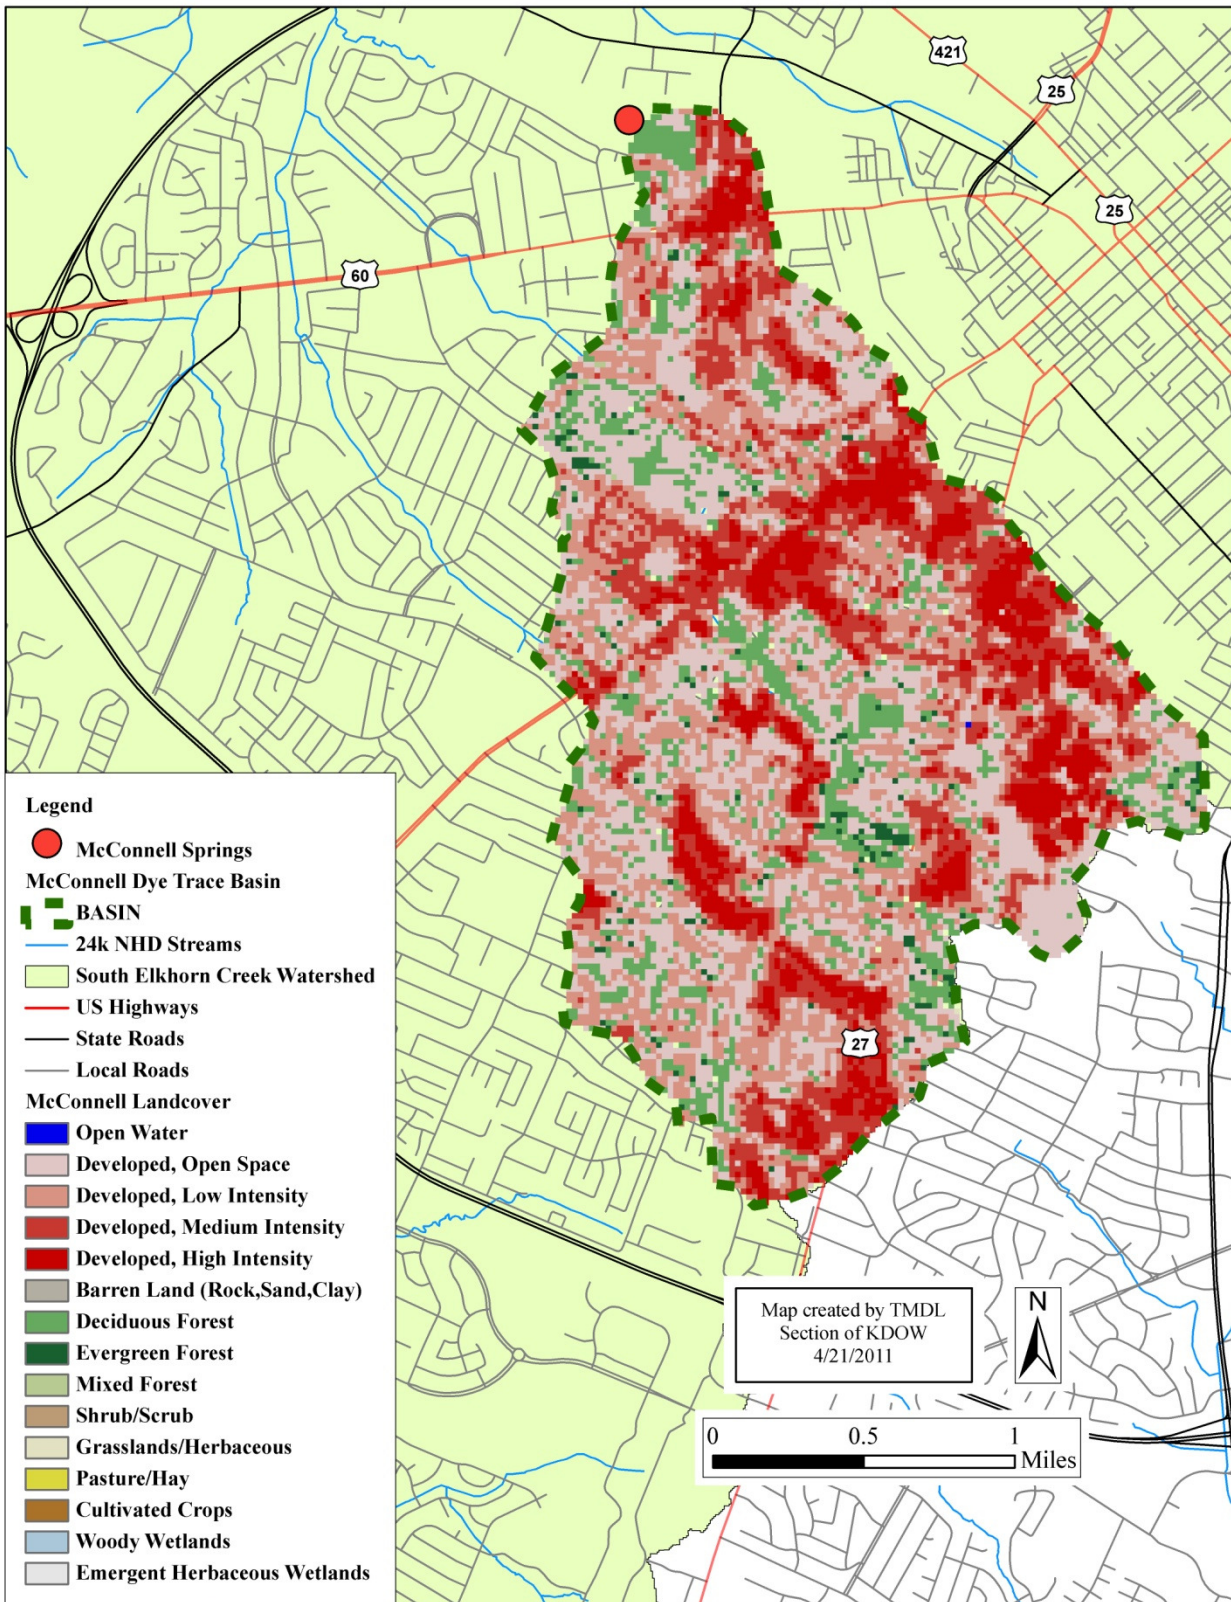 421
25
25
60
27
Legend
McConnell Springs
McConnell Dye Trace Basin
BASIN
24k NHD Streams
South Elkhorn Creek Watershed
US Highways
State Roads
Local Roads
McConnell Landcover
Open Water
Developed, Open Space
Developed, Low Intensity
Developed, Medium Intensity
Developed, High Intensity
Barren Land (Rock,Sand,Clay)
Deciduous Forest
Evergreen Forest
Mixed Forest
Shrub/Scrub
Grasslands/Herbaceous
Pasture/Hay
Cultivated Crops
Woody Wetlands
Emergent Herbaceous Wetlands
Map created by TMDL
Section of KDOW
4/21/2011
N
0 0.5 1
Miles